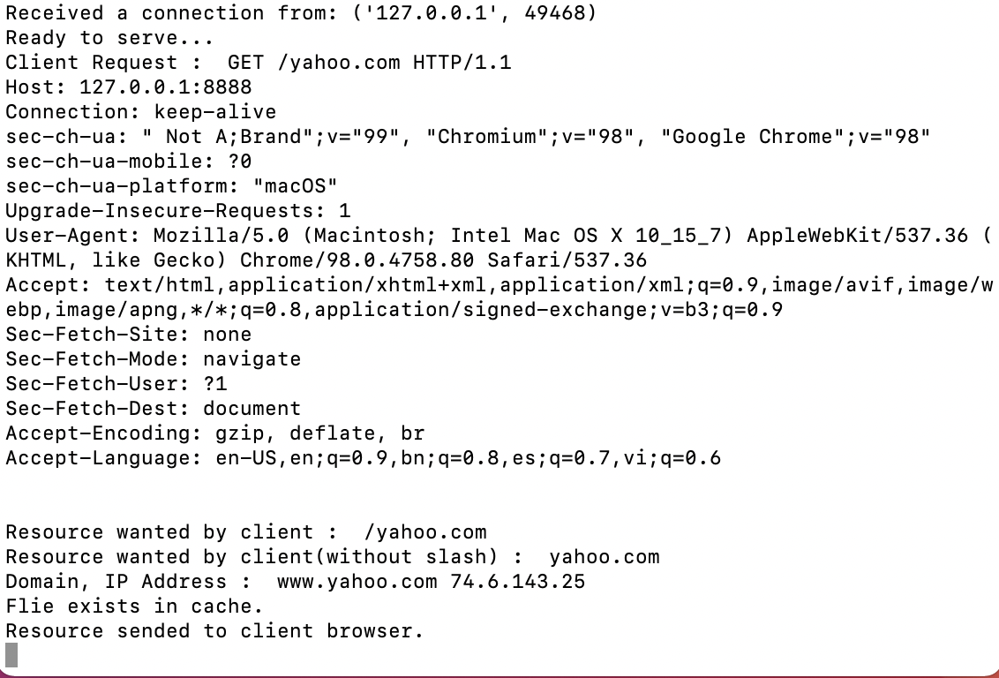 Received a connection from: ('127.0.0.1', 49468)
Ready to serve...
Client Request :  GET /yahoo.com HTTP/1.1
Host: 127.0.0.1:8888
Connection: keep-alive
sec-ch-ua: " Not A;Brand";v="99", "Chromium";v="98", "Google Chrome";v="98"
sec-ch-ua-mobile: ?0
sec-ch-ua-platform: "macOS"
Upgrade-Insecure-Requests: 1
User-Agent: Mozilla/5.0 (Macintosh; Intel Mac OS X 10_15_7) AppleWebKit/537.36 (
KHTML, like Gecko) Chrome/98.0.4758.80 Safari/537.36
Accept: text/html,application/xhtml+xml,application/xml;q=0.9,image/avif,image/w
ebp,image/apng,*/*;q=0.8,application/signed-exchange;v=b3;q=0.9
Sec-Fetch-Site: none
Sec-Fetch-Mode: navigate
Sec-Fetch-User: ?1
Sec-Fetch-Dest: document
Accept-Encoding: gzip, deflate, br
Accept-Language: en-US,en;q=0.9,bn;q=0.8,es;q=0.7,vi;q=0.6
Resource wanted by client :  /yahoo.com
Resource wanted by client(without slash) :  yahoo.com
Domain, IP Address :  www.yahoo.com 74.6.143.25
Flie exists in cache.
Resource sended to client browser.